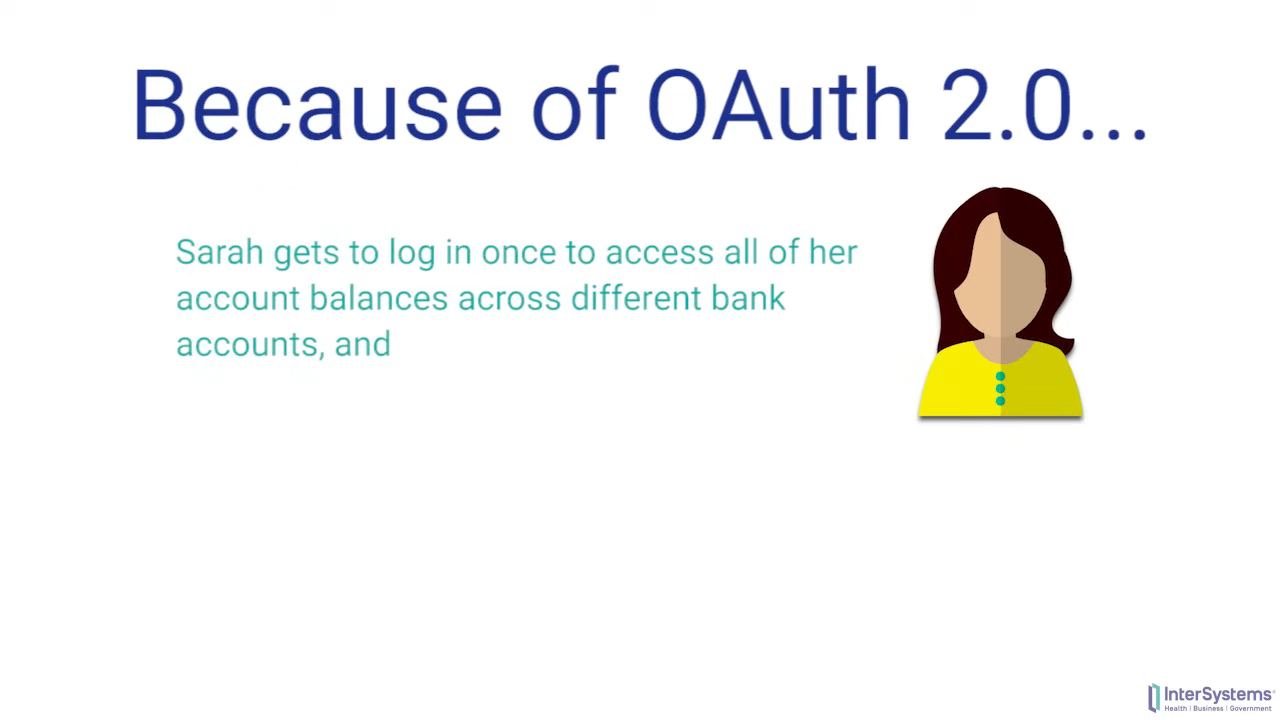 Because of OAuth 2.0...
Sarah gets to log in once to access all of her
account balances across different bank
accounts, and
InterSystems®
Health | Business | Government